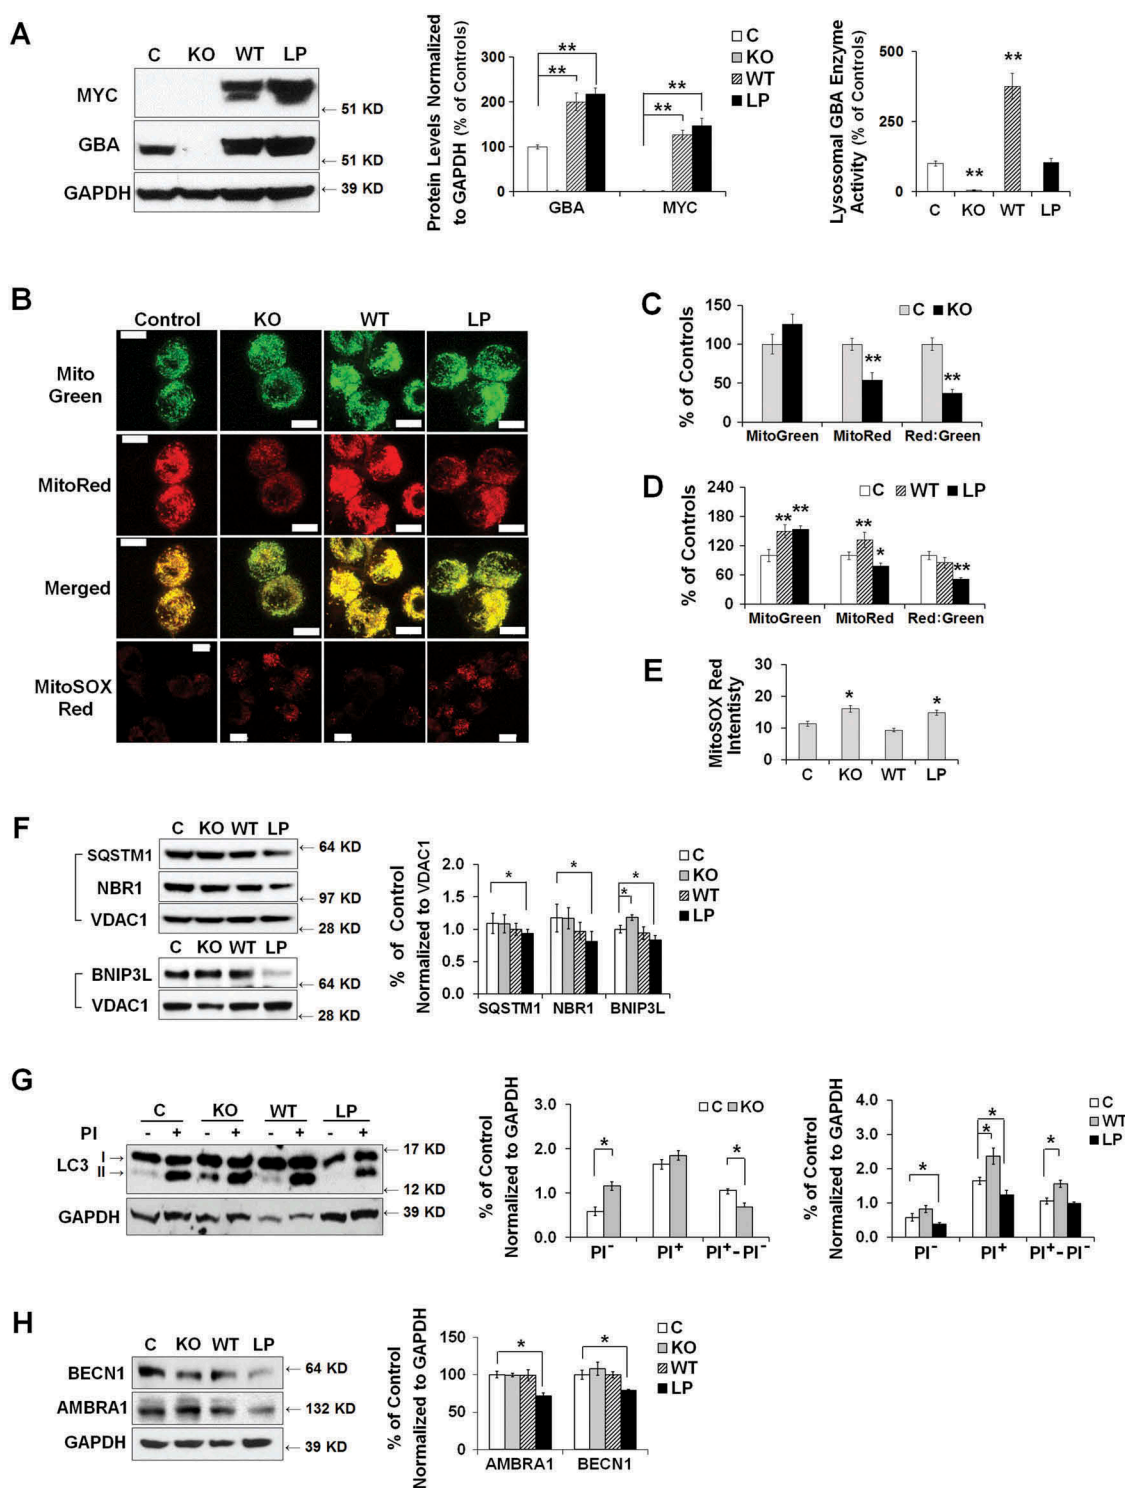 A
C KO WT LP
MYC
← 51 KD
GBA
← 51 KD
GAPDH
← 39 KD
Protein Levels Normalized
to GAPDH (% of Controls)
300
200
100
0
** ** ** **
GBA MYC
C
KO
WT
LP
Lysosomal GBA Enzyme
Activity (% of Controls)
500
250
0
** **
C KO WT LP
B
Control KO WT LP
Mito
Green
MitoRed
Merged
MitoSOX
Red
C
% of Controls
150
100
50
0
C KO
** **
MitoGreen MitoRed Red:Green
D
% of Controls
240
180
120
60
0
C WT LP
** ** ** * **
MitoGreen MitoRed Red:Green
E
MitoSOX Red
Intentisty
30
20
10
0
* *
C KO WT LP
F
C KO WT LP
SQSTM1
← 64 KD
NBR1
← 97 KD
VDAC1
← 28 KD
C KO WT LP
BNIP3L
← 64 KD
VDAC1
← 28 KD
% of Control
Normalized to VDAC1
2.0
1.5
1.0
0.5
0.0
* * * *
SQSTM1 NBR1 BNIP3L
C
KO
WT
LP
G
C KO WT LP
PI - + - + - + - +
LC3 I→
II→
← 17 KD
← 12 KD
GAPDH
← 39 KD
% of Control
Normalized to GAPDH
3.0
2.0
1.0
0.0
C KO
* *
PI⁻ PI⁺ PI⁺-PI⁻
% of Control
Normalized to GAPDH
4.0
3.0
2.0
1.0
0.0
C
WT
LP
* * * *
PI⁻ PI⁺ PI⁺-PI⁻
H
C KO WT LP
BECN1
← 64 KD
AMBRA1
← 132 KD
GAPDH
← 39 KD
% of Control
Normalized to GAPDH
150
100
50
0
* *
AMBRA1 BECN1
C
KO
WT
LP